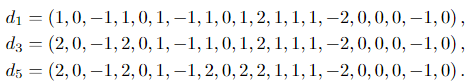 d₁ = (1, 0, −1, 1, 0, 1, −1, 1, 0, 1, 2, 1, 1, 1, −2, 0, 0, 0, −1, 0) ,
d₃ = (2, 0, −1, 2, 0, 1, −1, 1, 0, 1, 2, 1, 1, 1, −2, 0, 0, 0, −1, 0) ,
d₅ = (2, 0, −1, 2, 0, 1, −1, 2, 0, 2, 2, 1, 1, 1, −2, 0, 0, 0, −1, 0) .